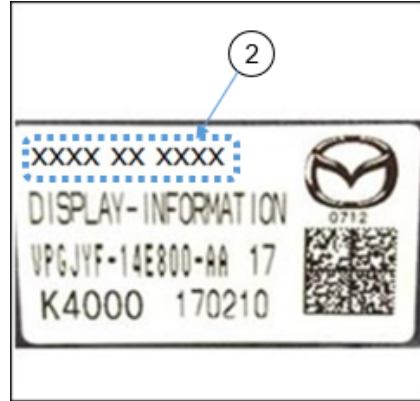 2
XXXX XX XXXX
DISPLAY-INFORMATION
0712
VPGJYF-14E800-AA 17
K4000 170210